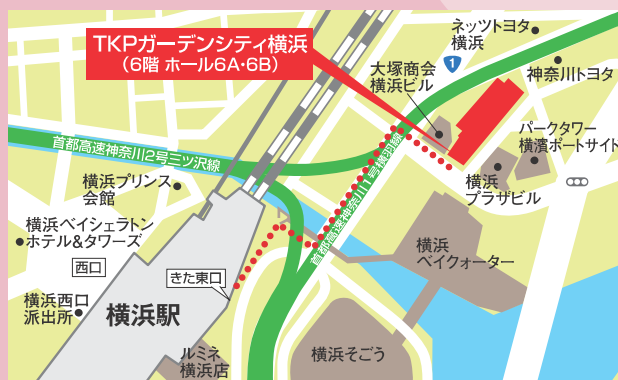 TKPガーデンシティ横浜
(6階 ホール6A・6B)
ネッツトヨタ
横浜
1
神奈川トヨタ
大塚商会
横浜ビル
パークタワー
横濱ポートサイド
首都高速神奈川2号三ツ沢線
首都高速神奈川1号横羽線
横浜
プラザビル
横浜プリンス
会館
横浜ベイシェラトン
ホテル&タワーズ
西口
きた東口
横浜
ベイクォーター
横浜西口
派出所
横浜駅
ルミネ
横浜店
横浜そごう